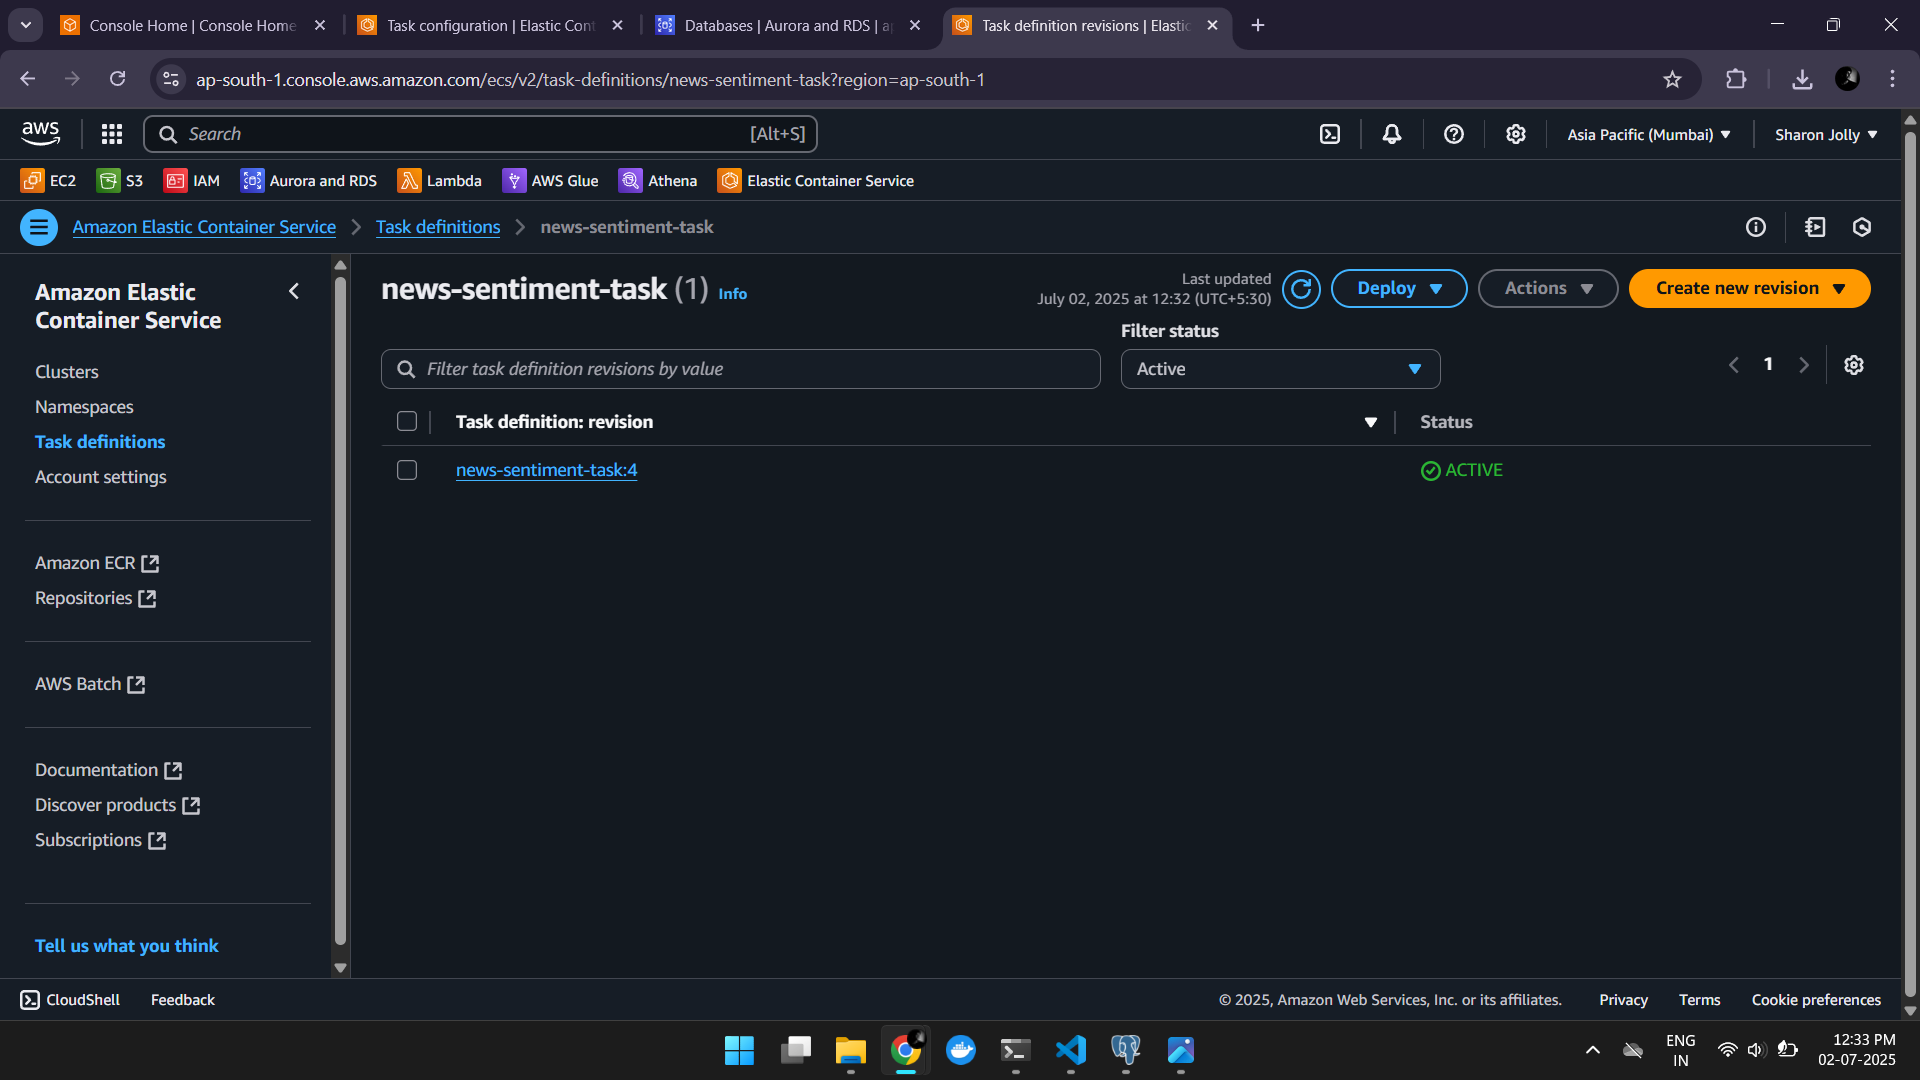 Console Home | Console Home
Task configuration | Elastic Cont
Databases | Aurora and RDS | a
Task definition revisions | Elastic
ap-south-1.console.aws.amazon.com/ecs/v2/task-definitions/news-sentiment-task?region=ap-south-1
aws
Search
[Alt+S]
Asia Pacific (Mumbai)
Sharon Jolly
EC2
S3
IAM
Aurora and RDS
Lambda
AWS Glue
Athena
Elastic Container Service
Amazon Elastic Container Service
Task definitions
news-sentiment-task
Amazon Elastic
Container Service
Clusters
Namespaces
Task definitions
Account settings
Amazon ECR
Repositories
AWS Batch
Documentation
Discover products
Subscriptions
Tell us what you think
news-sentiment-task (1) Info
Last updated
July 02, 2025 at 12:32 (UTC+5:30)
Deploy
Actions
Create new revision
Filter status
Filter task definition revisions by value
Active
1
Task definition: revision
Status
news-sentiment-task:4
ACTIVE
CloudShell
Feedback
© 2025, Amazon Web Services, Inc. or its affiliates.
Privacy
Terms
Cookie preferences
ENG
IN
12:33 PM
02-07-2025